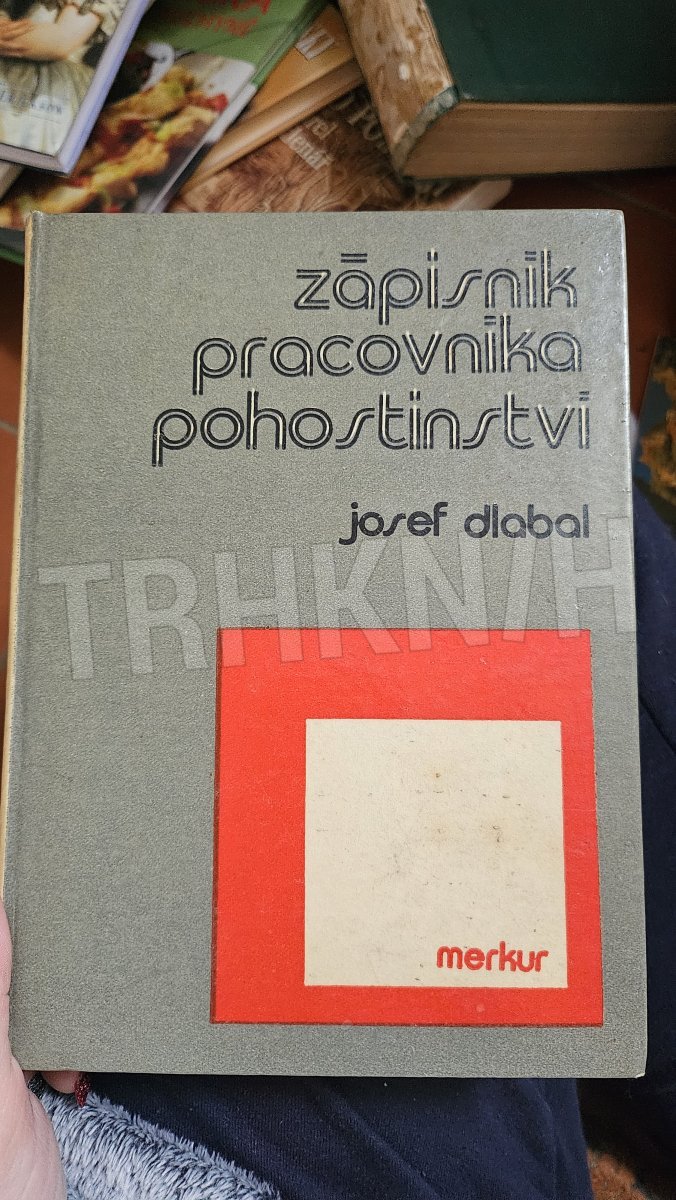 zápisník
pracovníka
pohostinství
josef dlabal
TRHKNIH
merkur